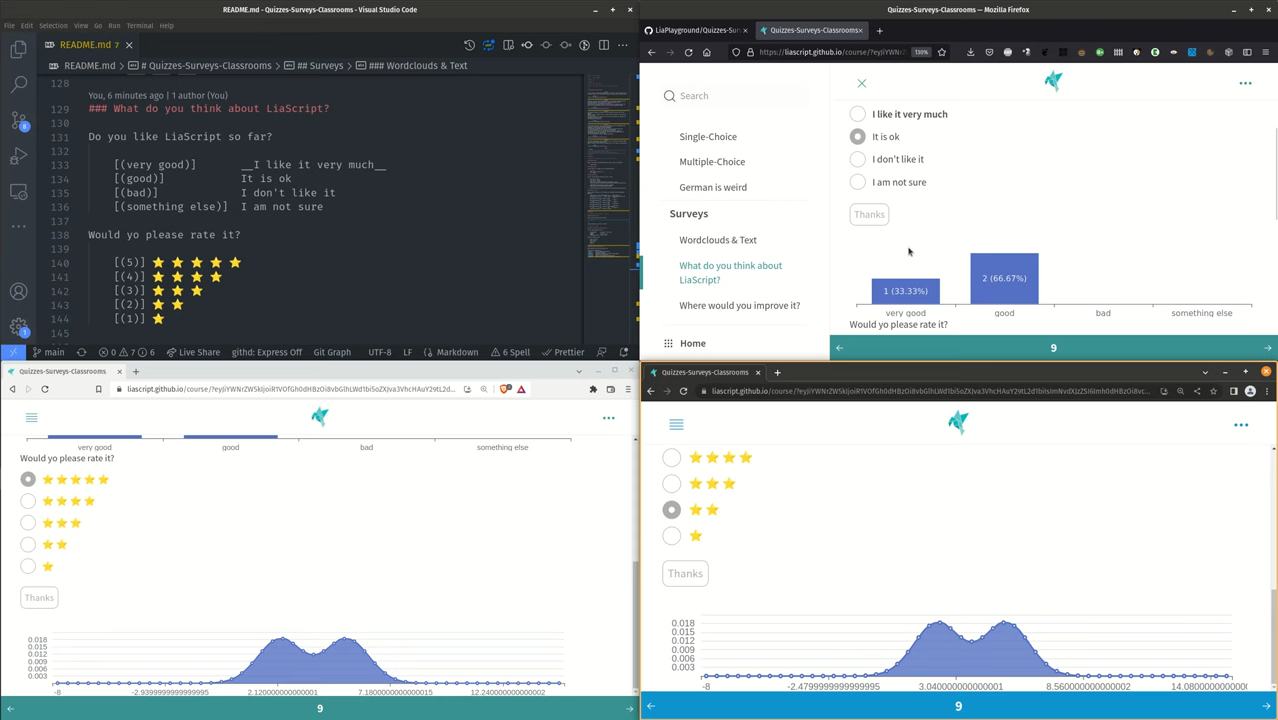 README.md - Quizzes-Surveys-Classrooms - Visual Studio Code
File Edit Selection View Go Run Terminal Help
README.md 7
README.md > # Quizzes-Surveys-Classrooms > ## Surveys > ### Wordclouds & Text
128
You, 6 minutes ago | 1 author (You)
129 ### What do you think about LiaScript?
130
131 Do you like LiaScript so far?
132
133 [(very good)] __I like it very much__
134 [(good)] It is ok
135 [(bad)] I don't like it
136 [(something else)] I am not sure
137
138 Would yo please rate it?
139
140 [(5)] ⭐ ⭐ ⭐ ⭐ ⭐
141 [(4)] ⭐ ⭐ ⭐ ⭐
142 [(3)] ⭐ ⭐ ⭐
143 [(2)] ⭐ ⭐
144 [(1)] ⭐
145
main 0 7 6 Live Share githd: Express Off Git Graph UTF-8 LF Markdown 6 Spell Prettier
8
1
Quizzes-Surveys-Classrooms — Mozilla Firefox
LiaPlayground/Quizzes-Sur
Quizzes-Surveys-Classrooms
130%
Search
Single-Choice
Multiple-Choice
German is weird
Surveys
Wordclouds & Text
What do you think about
LiaScript?
Where would you improve it?
Home
I like it very much
It is ok
I don't like it
I am not sure
Thanks
1 (33.33%)
2 (66.67%)
very good good bad something else
Would yo please rate it?
9
Quizzes-Surveys-Classrooms
very good good bad something else
Would yo please rate it?
Thanks
0.018
0.015
0.012
0.009
0.006
0.003
-8 -2.9399999999999995 2.120000000000001 7.180000000000015 12.240000000000002
9
Quizzes-Surveys-Classrooms
Thanks
0.018
0.015
0.012
0.009
0.006
0.003
-8 -2.4799999999999995 3.040000000000001 8.560000000000002
9